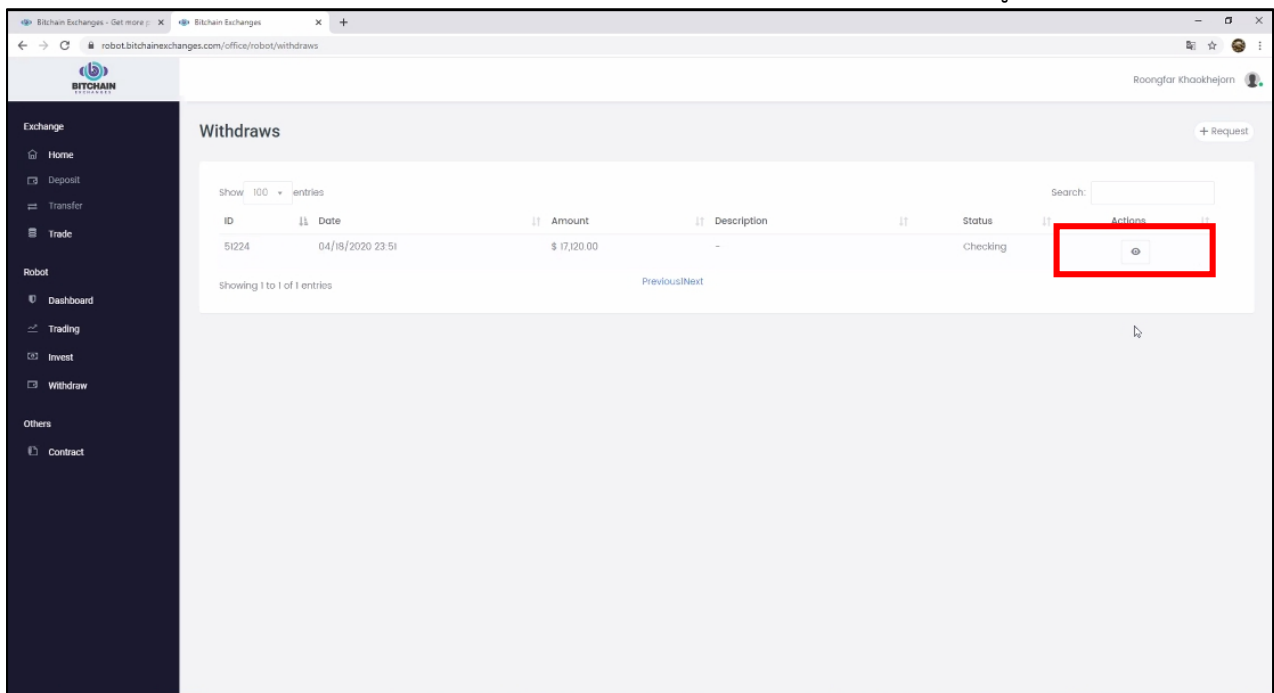 Bitchain Exchanges - Get more p
Bitchain Exchanges
robot.bitchainexchanges.com/office/robot/withdraws
BITCHAIN
EXCHANGES
Roongfar Khaokhejorn
Exchange
Home
Deposit
Transfer
Trade
Robot
Dashboard
Trading
Invest
Withdraw
Others
Contract
Withdraws
+ Request
Show 100 entries
Search:
ID Date Amount Description Status Actions
51224 04/18/2020 23:51 $ 17,120.00 - Checking
Showing 1 to 1 of 1 entries
Previous1Next